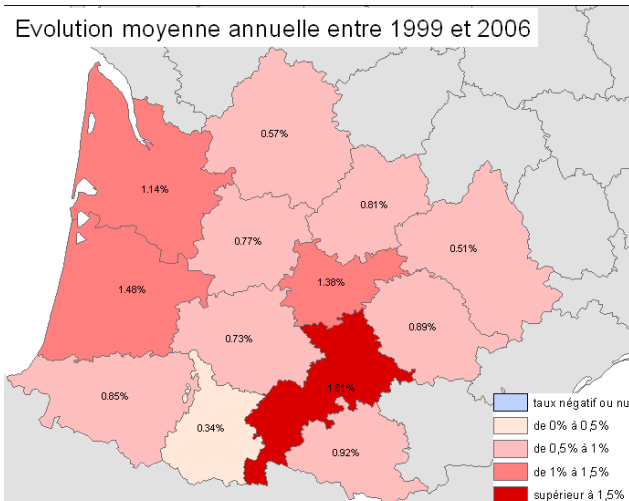 Evolution moyenne annuelle entre 1999 et 2006
0.57%
1.14%
0.81%
0.77%
0.51%
1.48%
1.38%
0.73%
0.89%
0.85%
1.81%
0.34%
0.92%
taux négatif ou nu
de 0% à 0,5%
de 0,5% à 1%
de 1% à 1,5%
supérieur à 1,5%